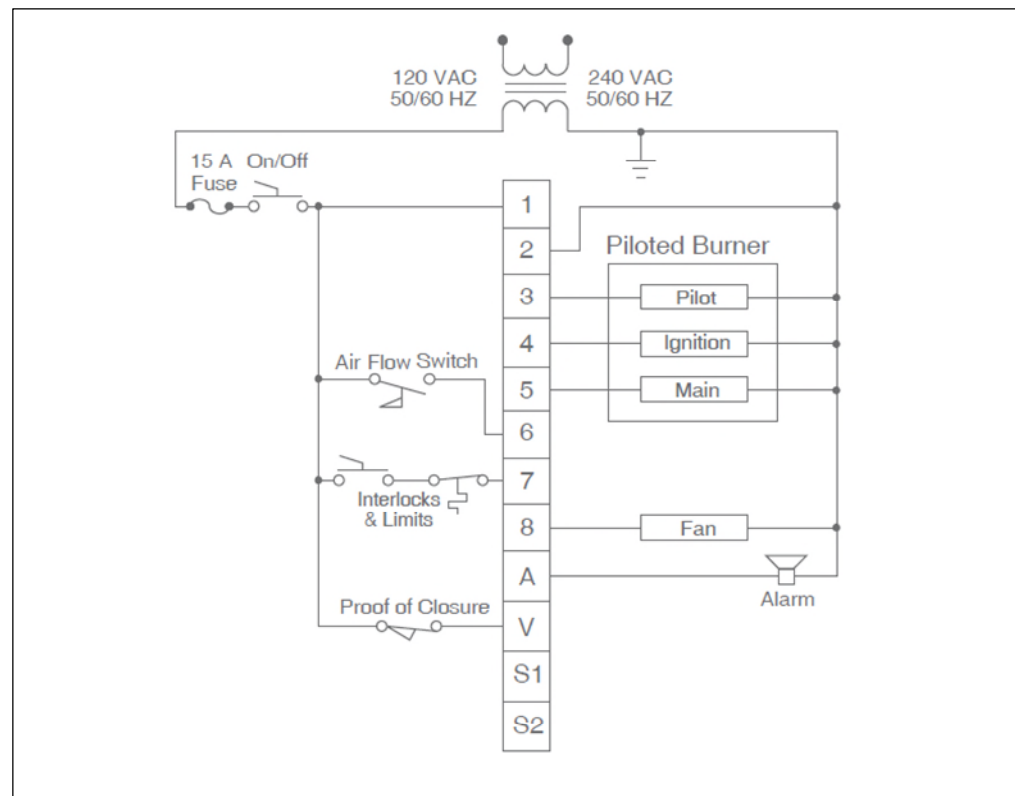 120 VAC
50/60 HZ
240 VAC
50/60 HZ
15 A On/Off
Fuse
1
2
Piloted Burner
3
Pilot
4
Ignition
Air Flow Switch
5
Main
6
7
Interlocks
& Limits
8
Fan
A
Alarm
Proof of Closure
V
S1
S2